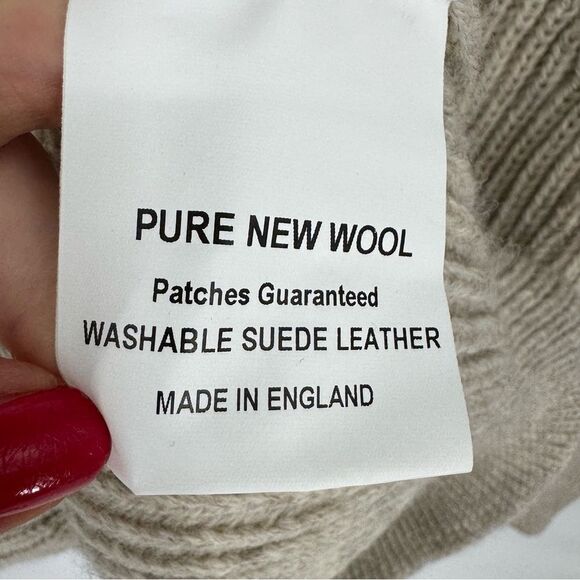 PURE NEW WOOL
Patches Guaranteed
WASHABLE SUEDE LEATHER
MADE IN ENGLAND